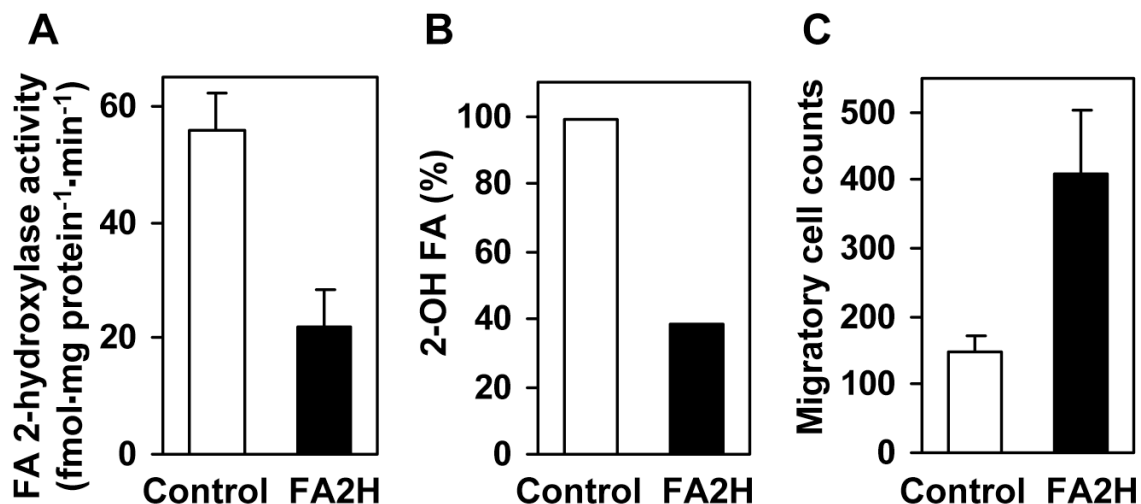 A
FA 2-hydroxylase activity
(fmol·mg protein⁻¹·min⁻¹)
60
40
20
0
Control FA2H
B
2-OH FA (%)
100
80
60
40
20
0
Control FA2H
C
Migratory cell counts
500
400
300
200
150
100
0
Control FA2H